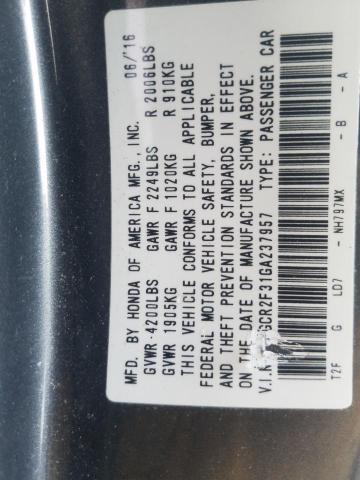 MFD. BY HONDA OF AMERICA MFG., INC. 06/'16
GVWR 4200LBS GAWR F 2249LBS R 2006LBS
GVWR 1905KG GAWR F 1020KG R 910KG
THIS VEHICLE CONFORMS TO ALL APPLICABLE
FEDERAL MOTOR VEHICLE SAFETY, BUMPER,
AND THEFT PREVENTION STANDARDS IN EFFECT
ON THE DATE OF MANUFACTURE SHOWN ABOVE.
GCR2F31GA237957 TYPE: PASSENGER CAR
T2F G LD7 - NH797MX - B - A